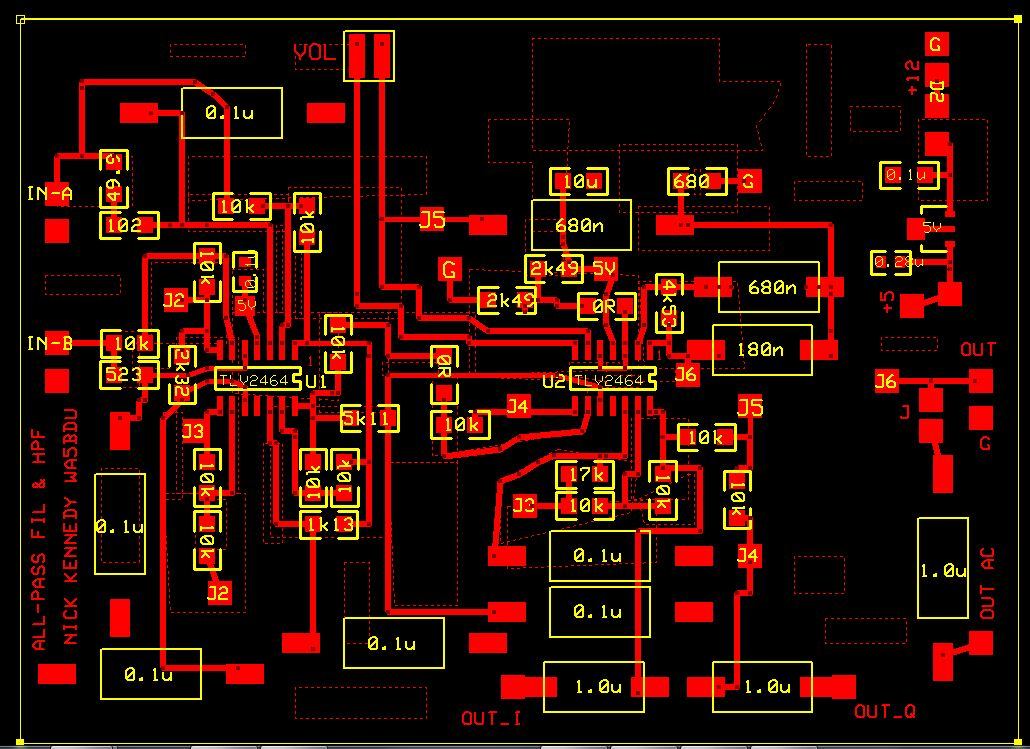 VOL
G
+12
D2
0.1u
IN-A
10k
10k
102
10u
680
G
0.1u
J5
680n
5V
10k
G
2k49
5V
0.28u
J2
5V
2k49
0R
680n
+5
IN-B
10k
10k
180n
OUT
523
TLV2464
U1
0R
U2
TLV2464
J6
J6
J4
J5
J
J3
5k11
10k
10k
G
10k
10k
10k
17k
10k
10k
J3
10k
10k
1k13
0.1u
0.1u
J4
1.0u
OUT AC
J2
0.1u
0.1u
0.1u
1.0u
1.0u
OUT_I
OUT_Q
ALL-PASS FIL & HPF
NICK KENNEDY WA5BDU